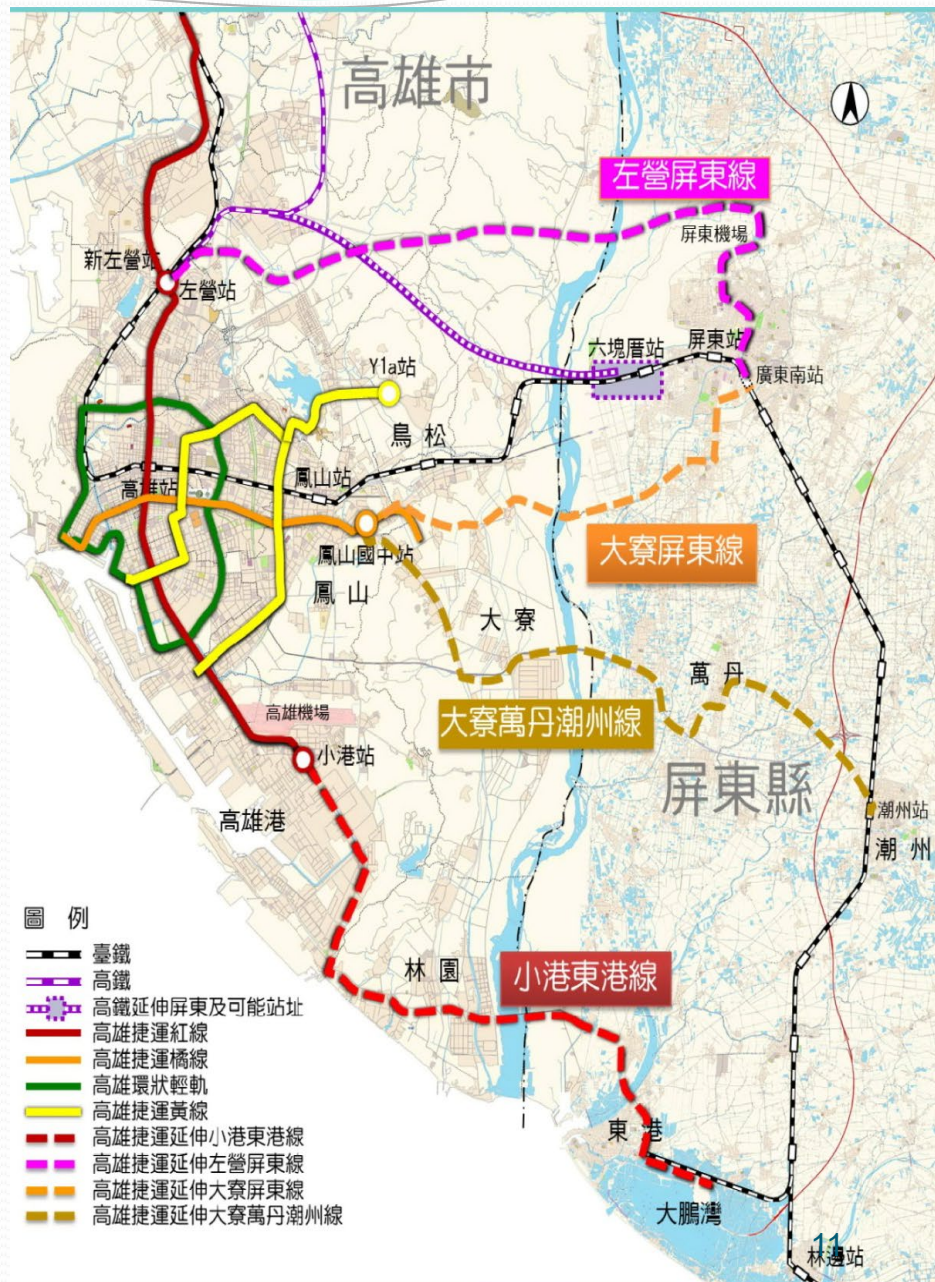 高雄市
左營屏東線
屏東機場
新左營站
左營站
六塊厝站
屏東站
廣東南站
Y1a站
鳥松
鳳山站
高雄站
大寮屏東線
鳳山國中站
鳳山
大寮
萬丹
大寮萬丹潮州線
高雄機場
小港站
屏東縣
高雄港
潮州站
潮州
林園
小港東港線
東港
大鵬灣
林邊站
11
圖 例
臺鐵
高鐵
高鐵延伸屏東及可能站址
高雄捷運紅線
高雄捷運橘線
高雄環狀輕軌
高雄捷運黃線
高雄捷運延伸小港東港線
高雄捷運延伸左營屏東線
高雄捷運延伸大寮屏東線
高雄捷運延伸大寮萬丹潮州線